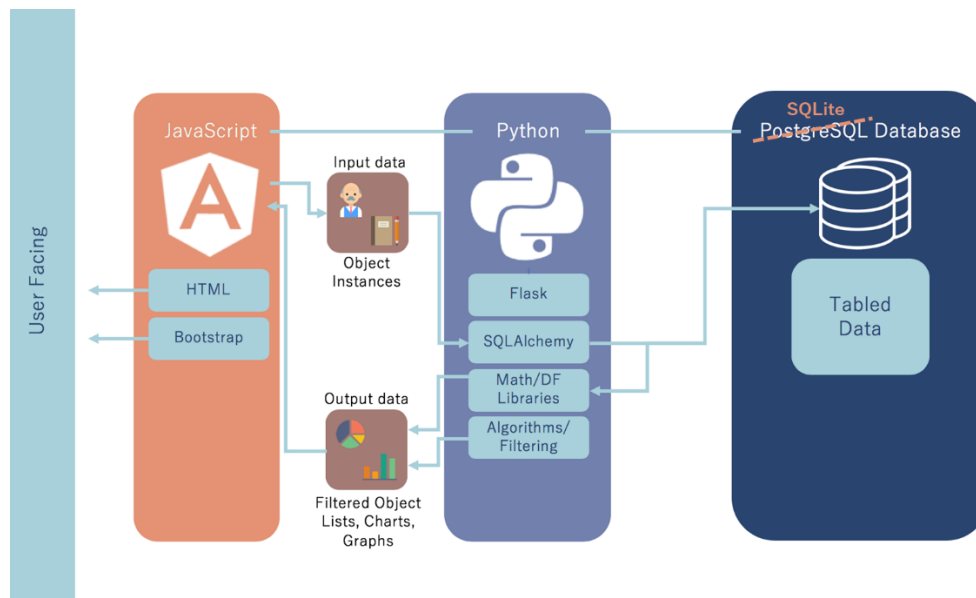 User Facing
JavaScript
HTML
Bootstrap
Input data
Object
Instances
Output data
Filtered Object
Lists, Charts,
Graphs
Python
Flask
SQLAlchemy
Math/DF
Libraries
Algorithms/
Filtering
SQLite
PostgreSQL Database
Tabled
Data